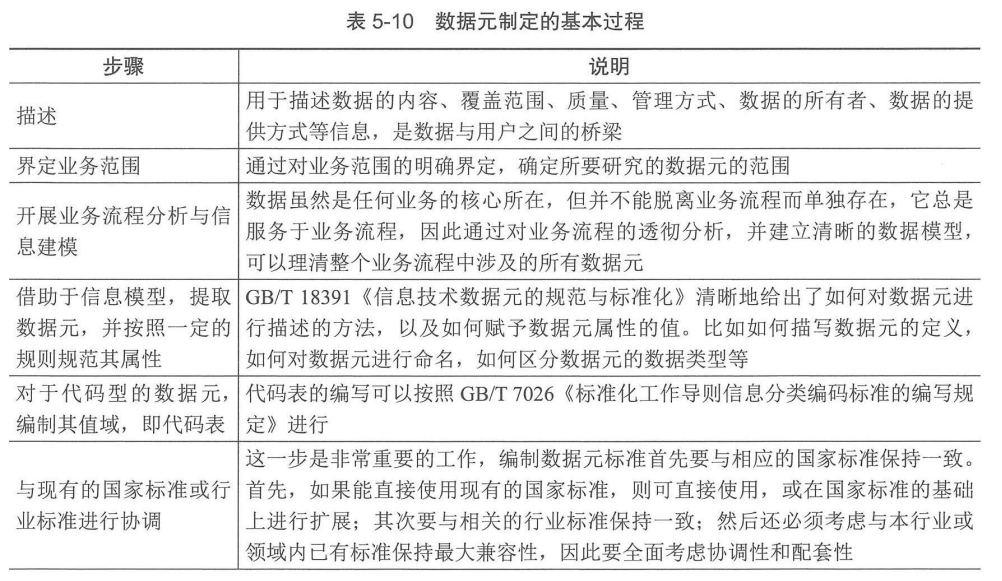 表 5-10 数据元制定的基本过程
步骤 说明
描述
用于描述数据的内容、覆盖范围、质量、管理方式、数据的所有者、数据的提
供方式等信息，是数据与用户之间的桥梁
界定业务范围
通过对业务范围的明确界定，确定所要研究的数据元的范围
开展业务流程分析与信
息建模
数据虽然是任何业务的核心所在，但并不能脱离业务流程而单独存在，它总是
服务于业务流程，因此通过对业务流程的透彻分析，并建立清晰的数据模型，
可以理清整个业务流程中涉及的所有数据元
借助于信息模型，提取
数据元，并按照一定的
规则规范其属性
GB/T 18391《信息技术数据元的规范与标准化》清晰地给出了如何对数据元进
行描述的方法，以及如何赋予数据元属性的值。比如如何描写数据元的定义，
如何对数据元进行命名，如何区分数据元的数据类型等
对于代码型的数据元，
编制其值域，即代码表
代码表的编写可以按照 GB/T 7026《标准化工作导则信息分类编码标准的编写规
定》进行
与现有的国家标准或行
业标准进行协调
这一步是非常重要的工作，编制数据元标准首先要与相应的国家标准保持一致。
首先，如果能直接使用现有的国家标准，则可直接使用，或在国家标准的基础
上进行扩展；其次要与相关的行业标准保持一致；然后还必须考虑与本行业或
领域内已有标准保持最大兼容性，因此要全面考虑协调性和配套性